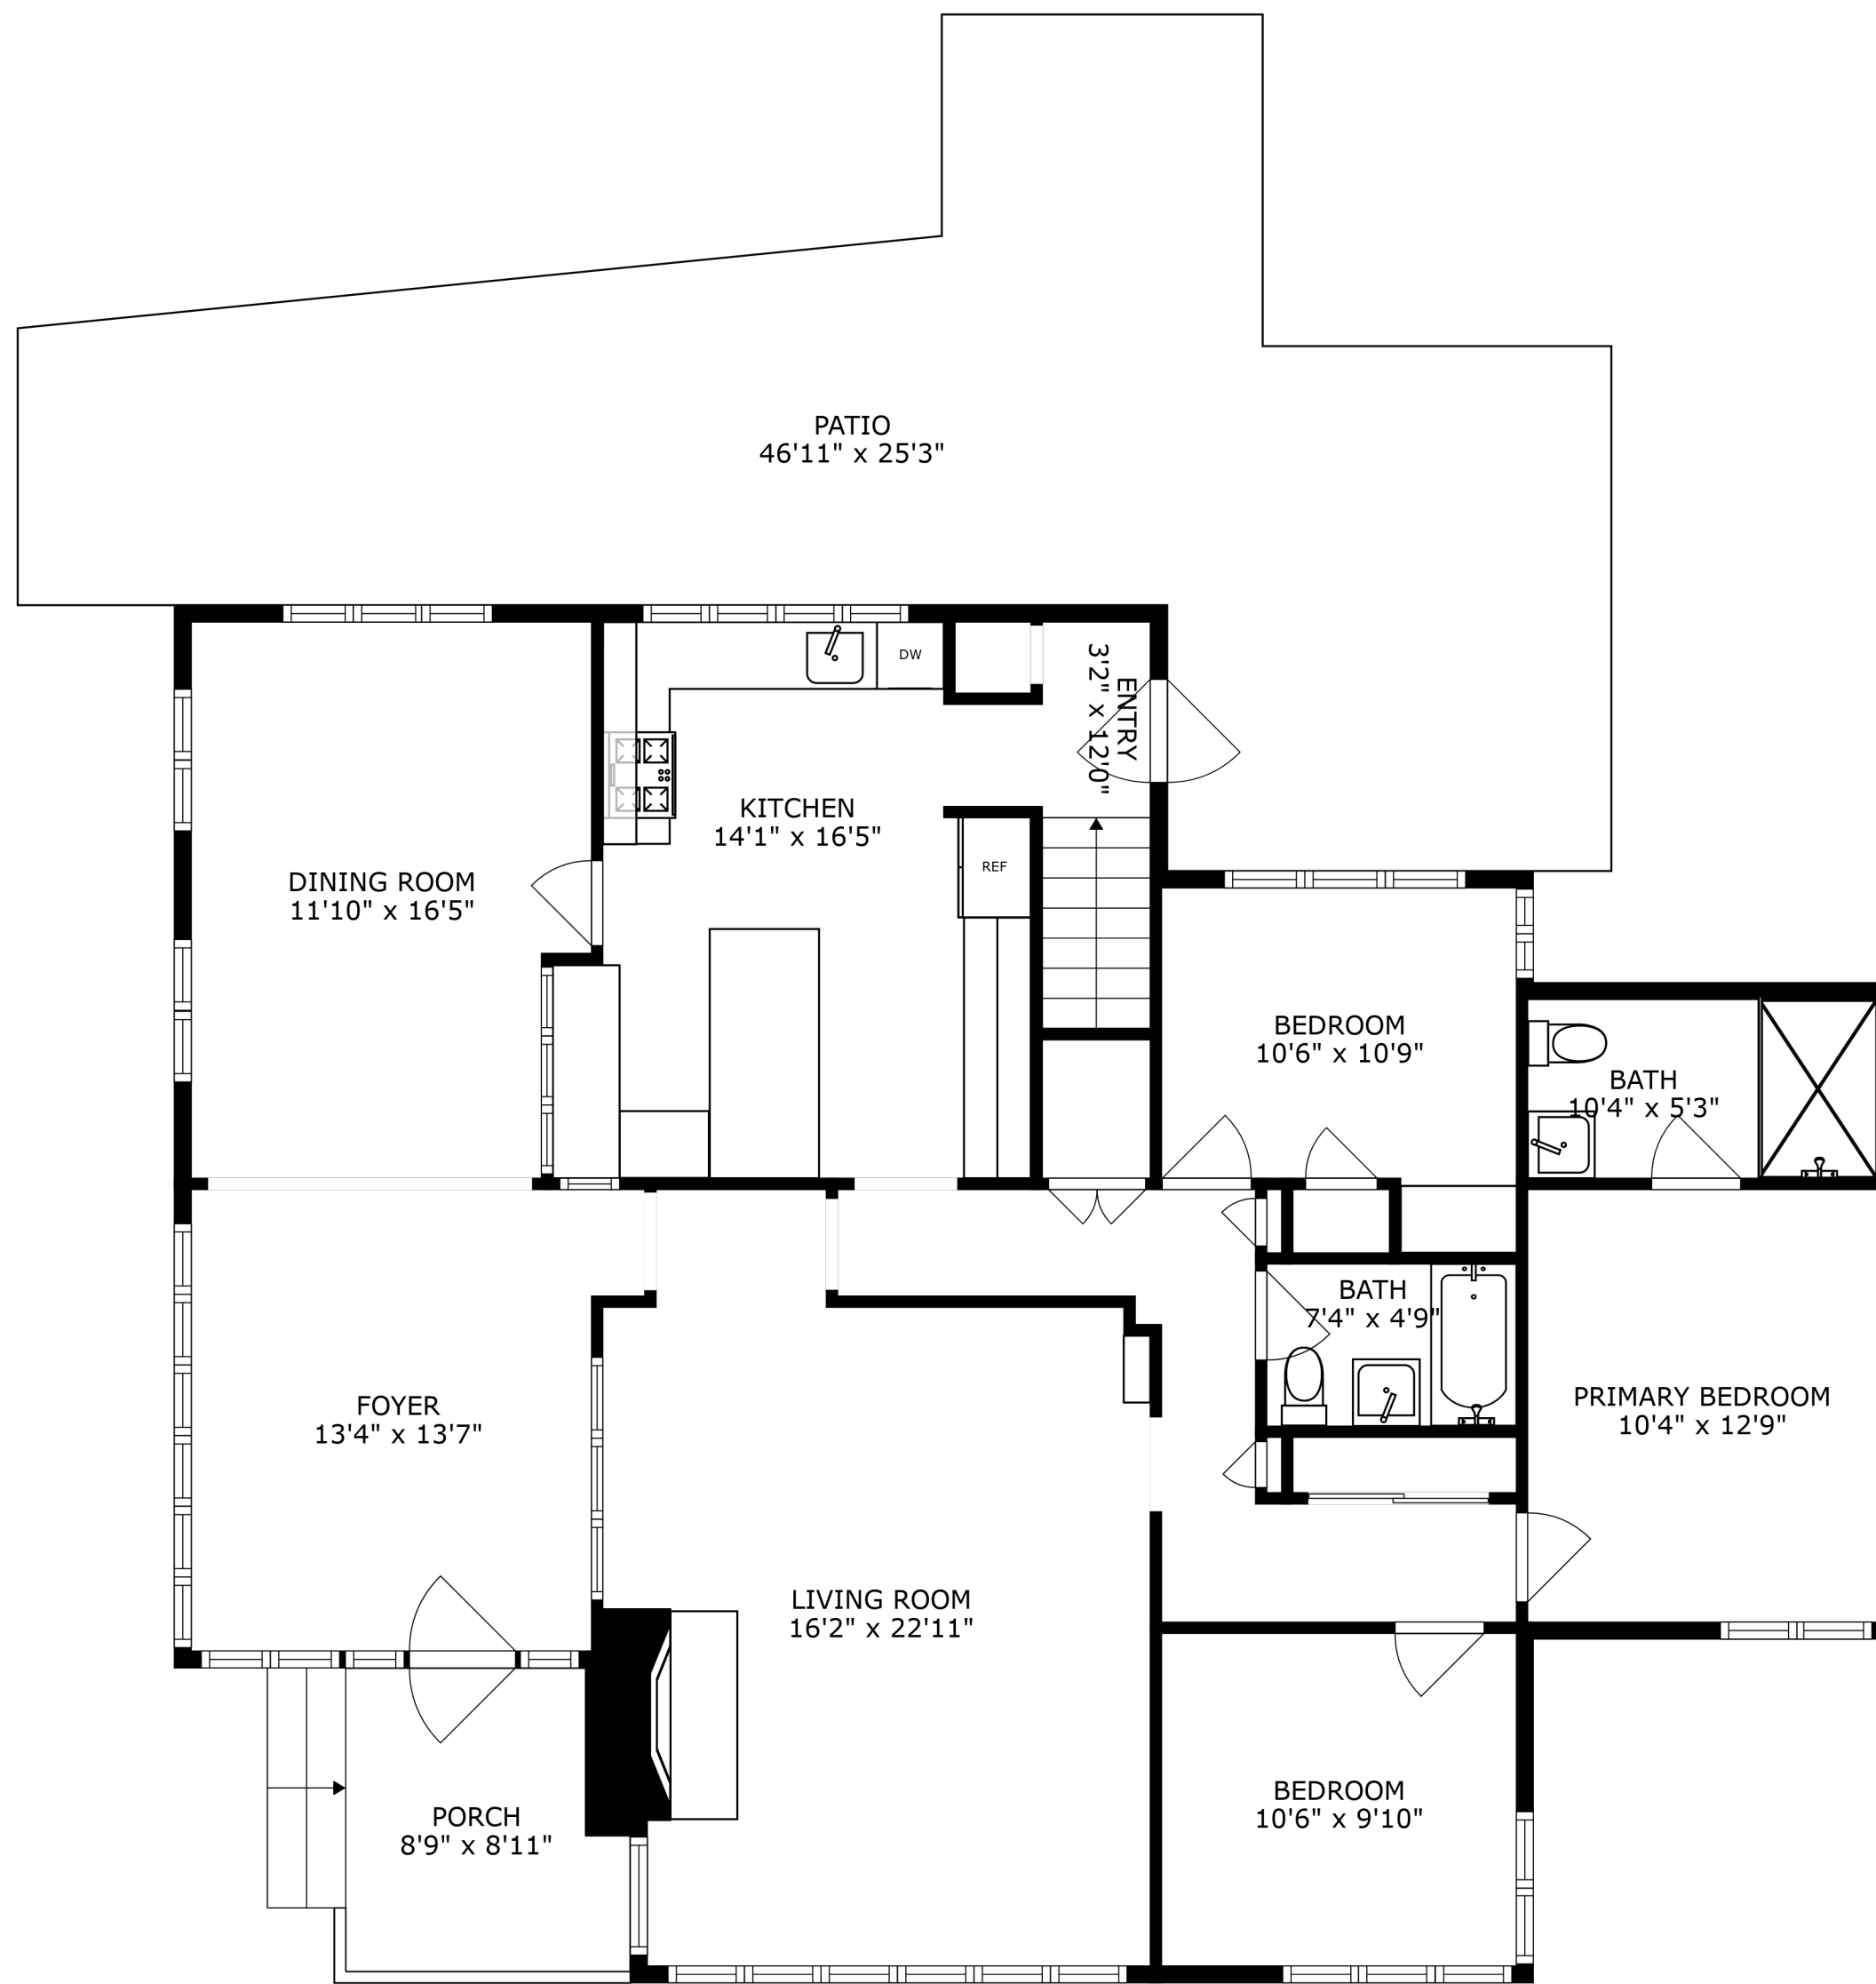 PATIO
46'11" x 25'3"
DW
ENTRY
3'2" x 12'0"
KITCHEN
14'1" x 16'5"
REF
DINING ROOM
11'10" x 16'5"
BEDROOM
10'6" x 10'9"
BATH
10'4" x 5'3"
BATH
7'4" x 4'9"
PRIMARY BEDROOM
10'4" x 12'9"
FOYER
13'4" x 13'7"
LIVING ROOM
16'2" x 22'11"
BEDROOM
10'6" x 9'10"
PORCH
8'9" x 8'11"